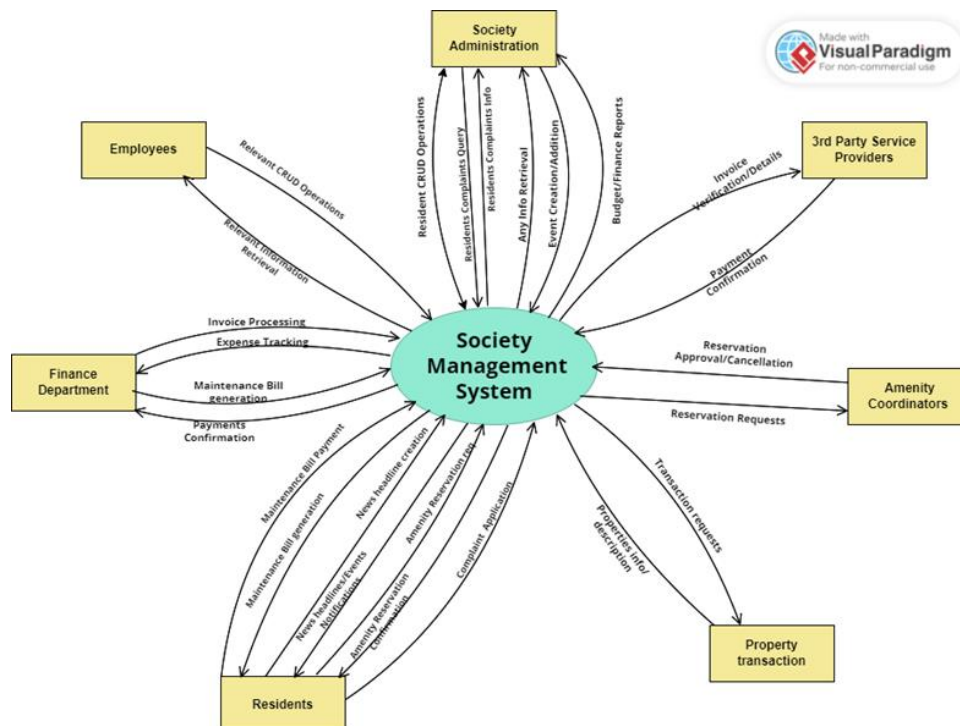 Society
Administration
Made with
VisualParadigm
For non-commercial use
Employees
3rd Party Service
Providers
Relevant CRUD Operations
Relevant Information
Retrieval
Resident CRUD Operations
Residents Complaints Query
Residents Complaints Info
Any Info Retrieval
Event Creation/Addition
Budget/Finance Reports
Invoice
Verification/Details
Payment
Confirmation
Society
Management
System
Finance
Department
Invoice Processing
Expense Tracking
Maintenance Bill
generation
Payments
Confirmation
Reservation
Approval/Cancellation
Reservation Requests
Amenity
Coordinators
Maintenance Bill Payment
Maintenance Bill generation
News headline creation
News headlines/Events
Notifications
Amenity Reservation req
Amenity Reservation
Confirmation
Complaint Application
Transaction requests
Properties info/
description
Residents
Property
transaction